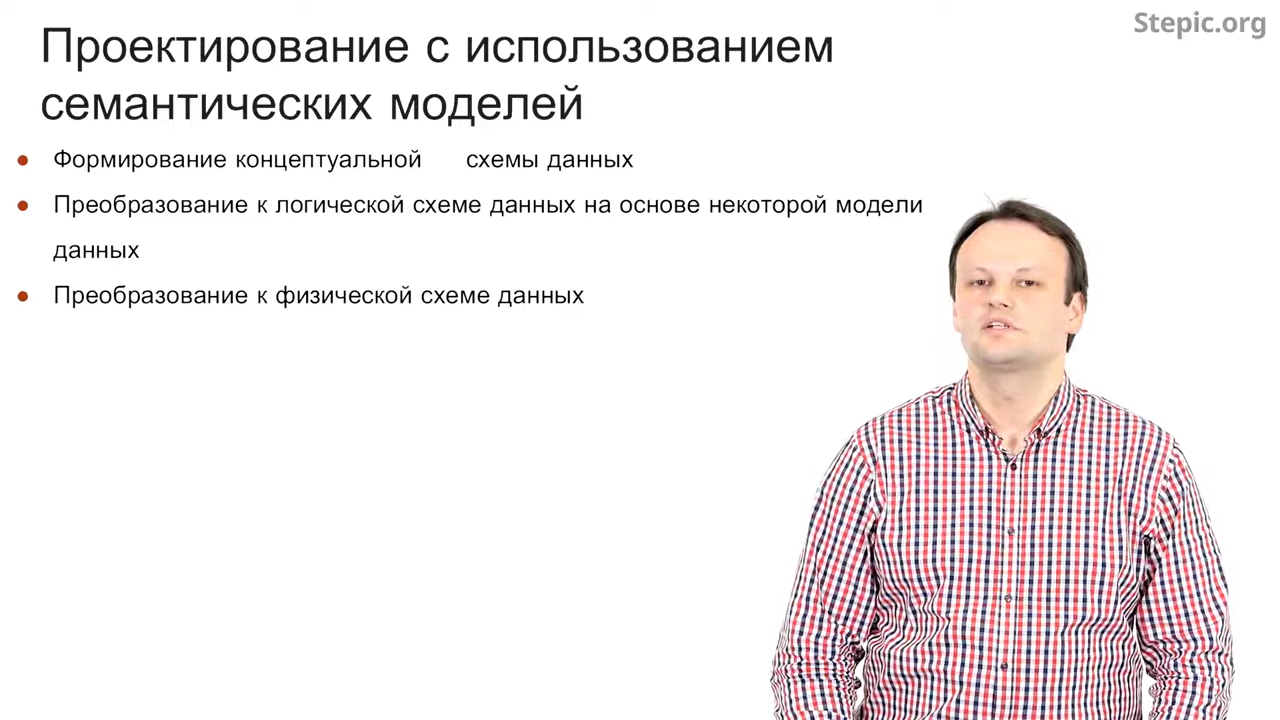 Stepic.org
Проектирование с использованием
семантических моделей
Формирование концептуальной схемы данных
Преобразование к логической схеме данных на основе некоторой модели
данных
Преобразование к физической схеме данных